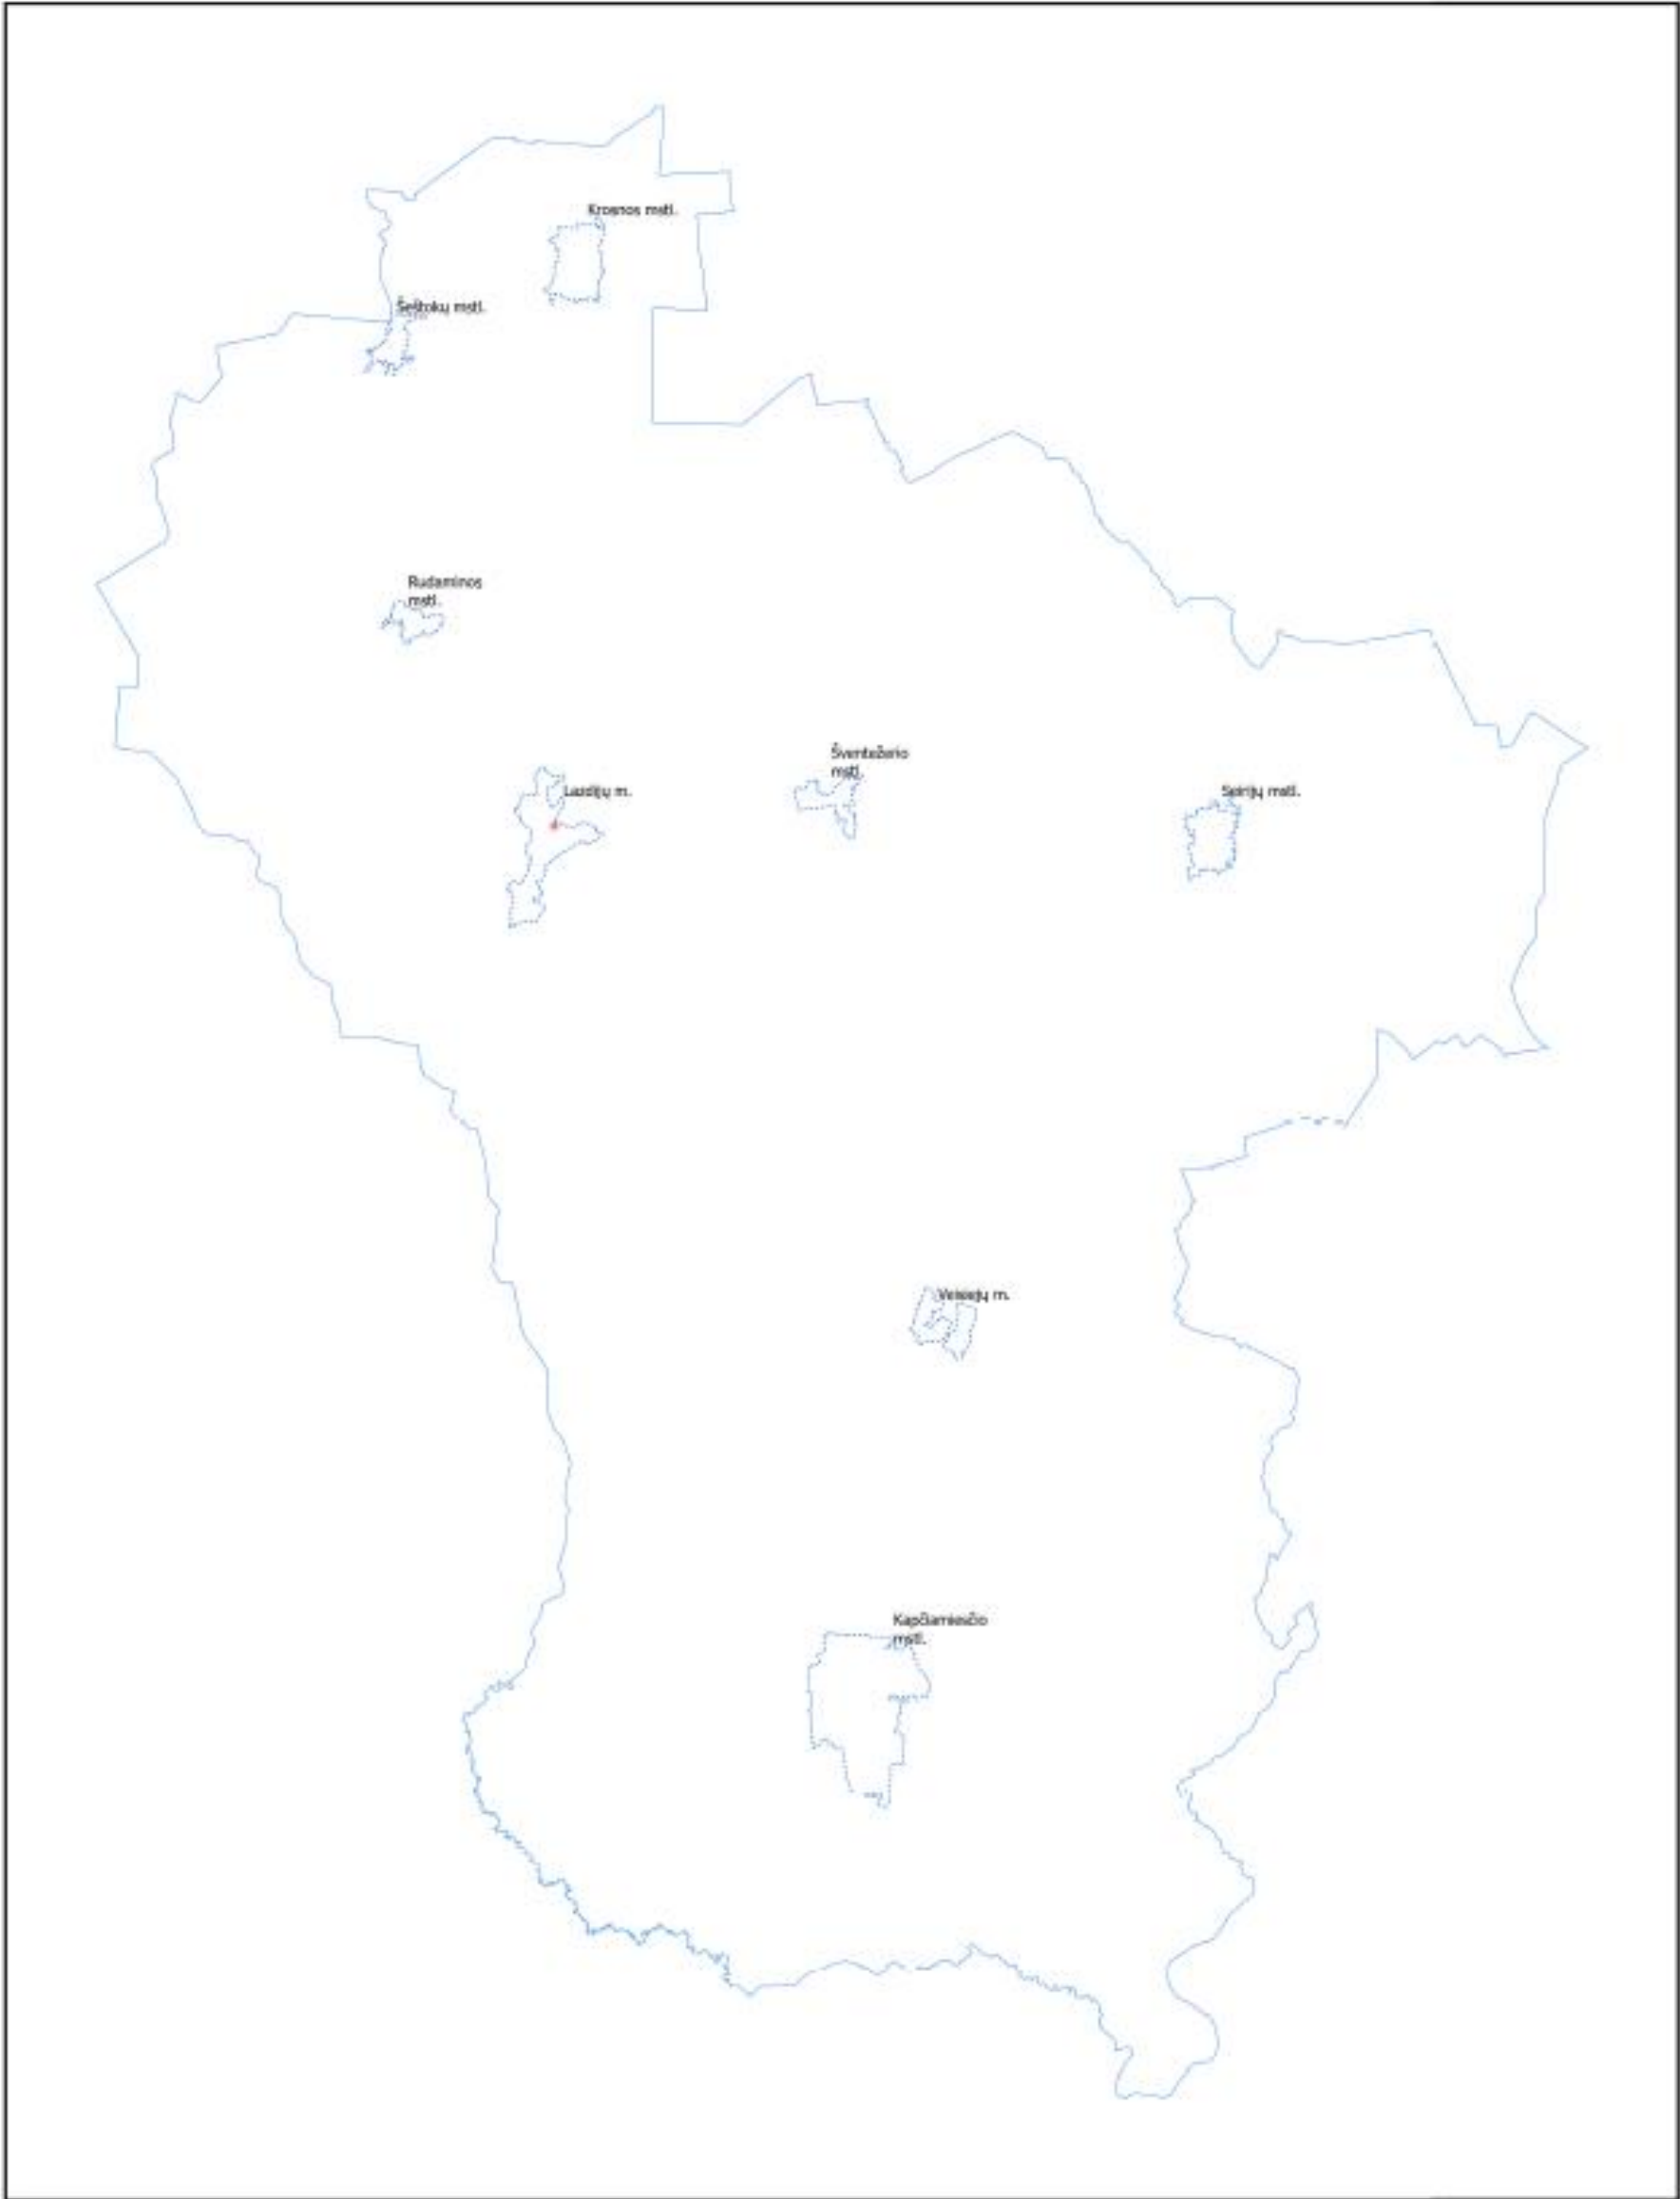 Krosnos mstl.
Šeštokų mstl.
Rudaminos
mstl.
Šventežerio
mstl.
Lazdijų m.
Seirijų mstl.
Veisiejų m.
Kapčiamiesčio
mstl.